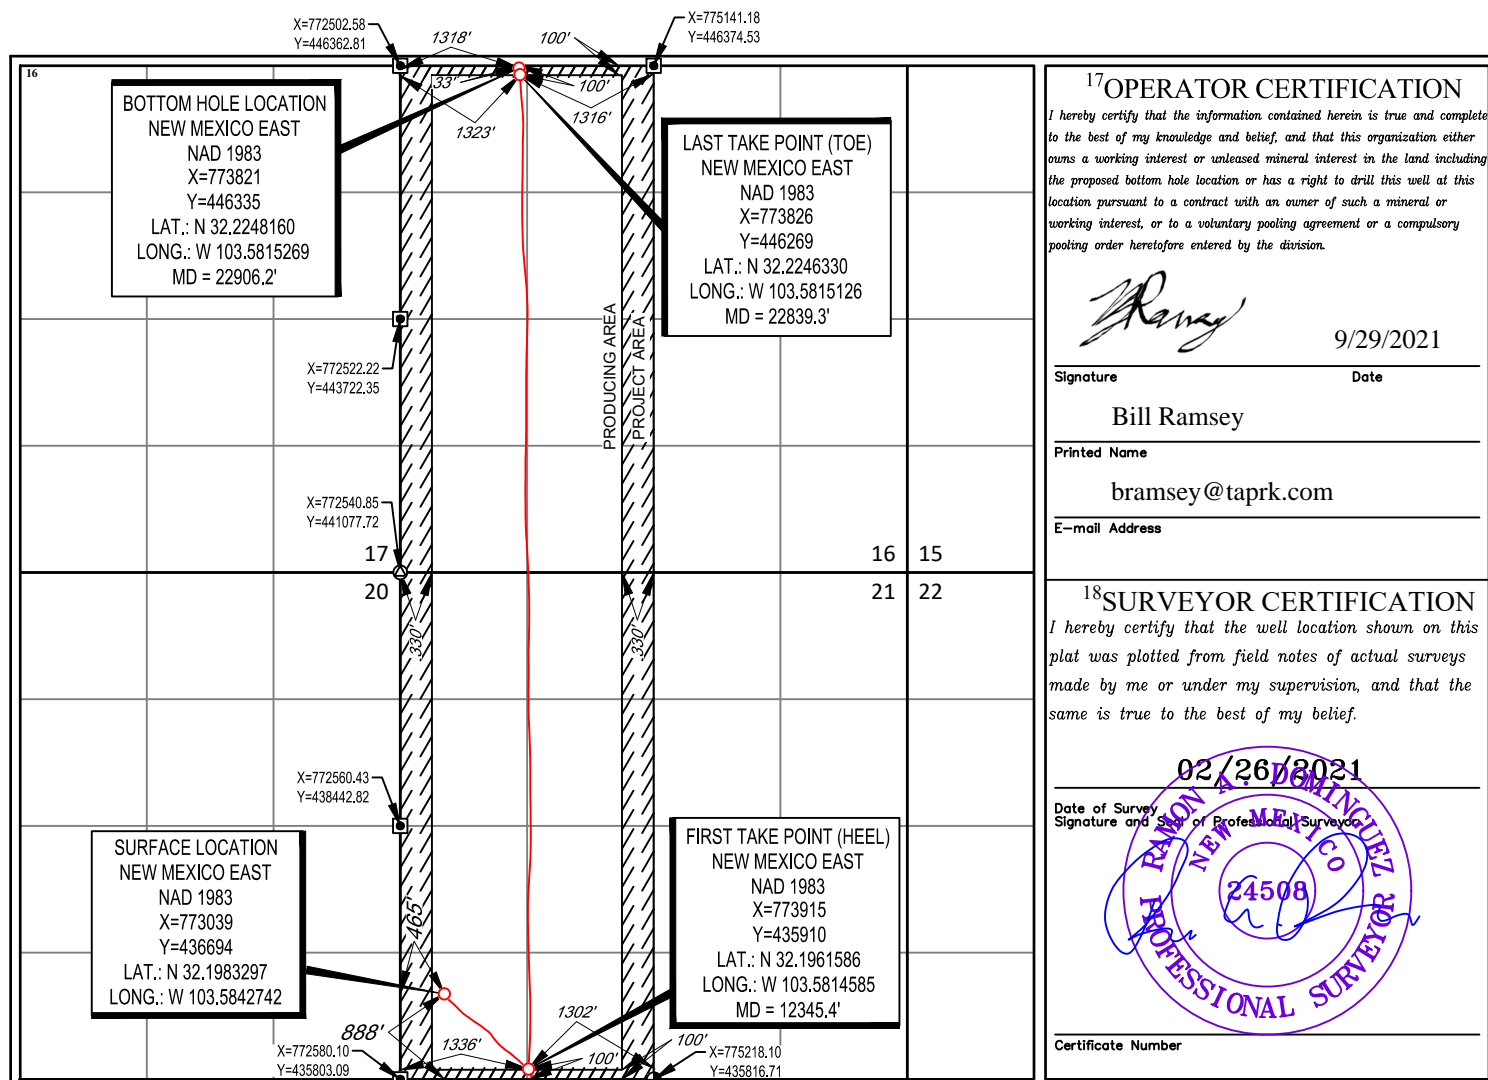 X=772502.58
Y=446362.81
1318'
100'
X=775141.18
Y=446374.53
16
33'
100'
1323'
1316'
BOTTOM HOLE LOCATION
NEW MEXICO EAST
NAD 1983
X=773821
Y=446335
LAT.: N 32.2248160
LONG.: W 103.5815269
MD = 22906.2'
LAST TAKE POINT (TOE)
NEW MEXICO EAST
NAD 1983
X=773826
Y=446269
LAT.: N 32.2246330
LONG.: W 103.5815126
MD = 22839.3'
X=772522.22
Y=443722.35
PRODUCING AREA
PROJECT AREA
X=772540.85
Y=441077.72
17
16
15
20
21
22
330'
330'
X=772560.43
Y=438442.82
SURFACE LOCATION
NEW MEXICO EAST
NAD 1983
X=773039
Y=436694
LAT.: N 32.1983297
LONG.: W 103.5842742
465'
FIRST TAKE POINT (HEEL)
NEW MEXICO EAST
NAD 1983
X=773915
Y=435910
LAT.: N 32.1961586
LONG.: W 103.5814585
MD = 12345.4'
888'
1336'
1302'
100'
100'
X=772580.10
Y=435803.09
X=775218.10
Y=435816.71
17OPERATOR CERTIFICATION
I hereby certify that the information contained herein is true and complete
to the best of my knowledge and belief, and that this organization either
owns a working interest or unleased mineral interest in the land including
the proposed bottom hole location or has a right to drill this well at this
location pursuant to a contract with an owner of such a mineral or
working interest, or to a voluntary pooling agreement or a compulsory
pooling order heretofore entered by the division.
9/29/2021
Signature Date
Bill Ramsey
Printed Name
bramsey@taprk.com
E-mail Address
18SURVEYOR CERTIFICATION
I hereby certify that the well location shown on this
plat was plotted from field notes of actual surveys
made by me or under my supervision, and that the
same is true to the best of my belief.
02/26/2021
Date of Survey
Signature and Seal of Professional Surveyor
RAMON A. DOMINGUEZ
NEW MEXICO
24508
PROFESSIONAL SURVEYOR
Certificate Number